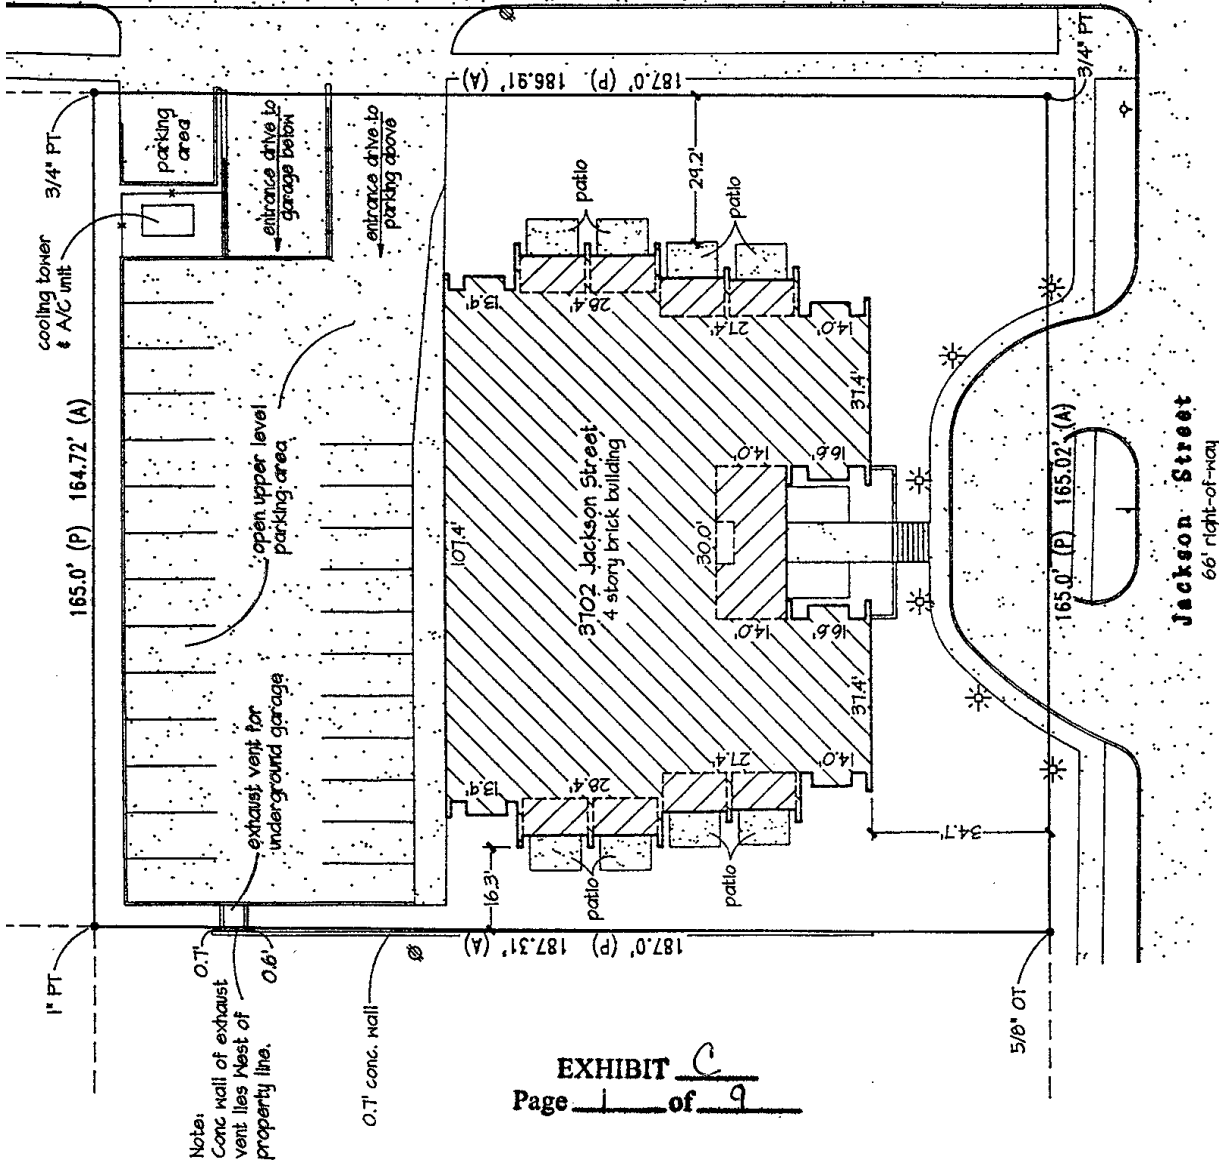 3/4" PT
cooling tower
& A/C unit
parking
area
entrance drive to
garage below
entrance drive to
parking above
187.0' (P) 186.91' (A)
3/4" PT
29.2'
patio
patio
13.9'
28.4'
27.4'
14.0'
37.4'
165.0' (P) 164.72' (A)
open upper level
parking area
107.4'
3702 Jackson Street
4 story brick building
14.0'
16.6'
30.0'
14.0'
16.6'
37.4'
165.0' (P) 165.02' (A)
Jackson Street
66' right-of-way
exhaust vent for
underground garage
13.9'
28.4'
27.4'
14.0'
34.7'
16.3'
patio
patio
187.0' (P) 187.31' (A)
1" PT
0.7'
0.6'
Note:
Conc wall of exhaust
vent lies West of
property line.
0.7' conc. wall
5/8" OT
EXHIBIT C
Page 1 of 9